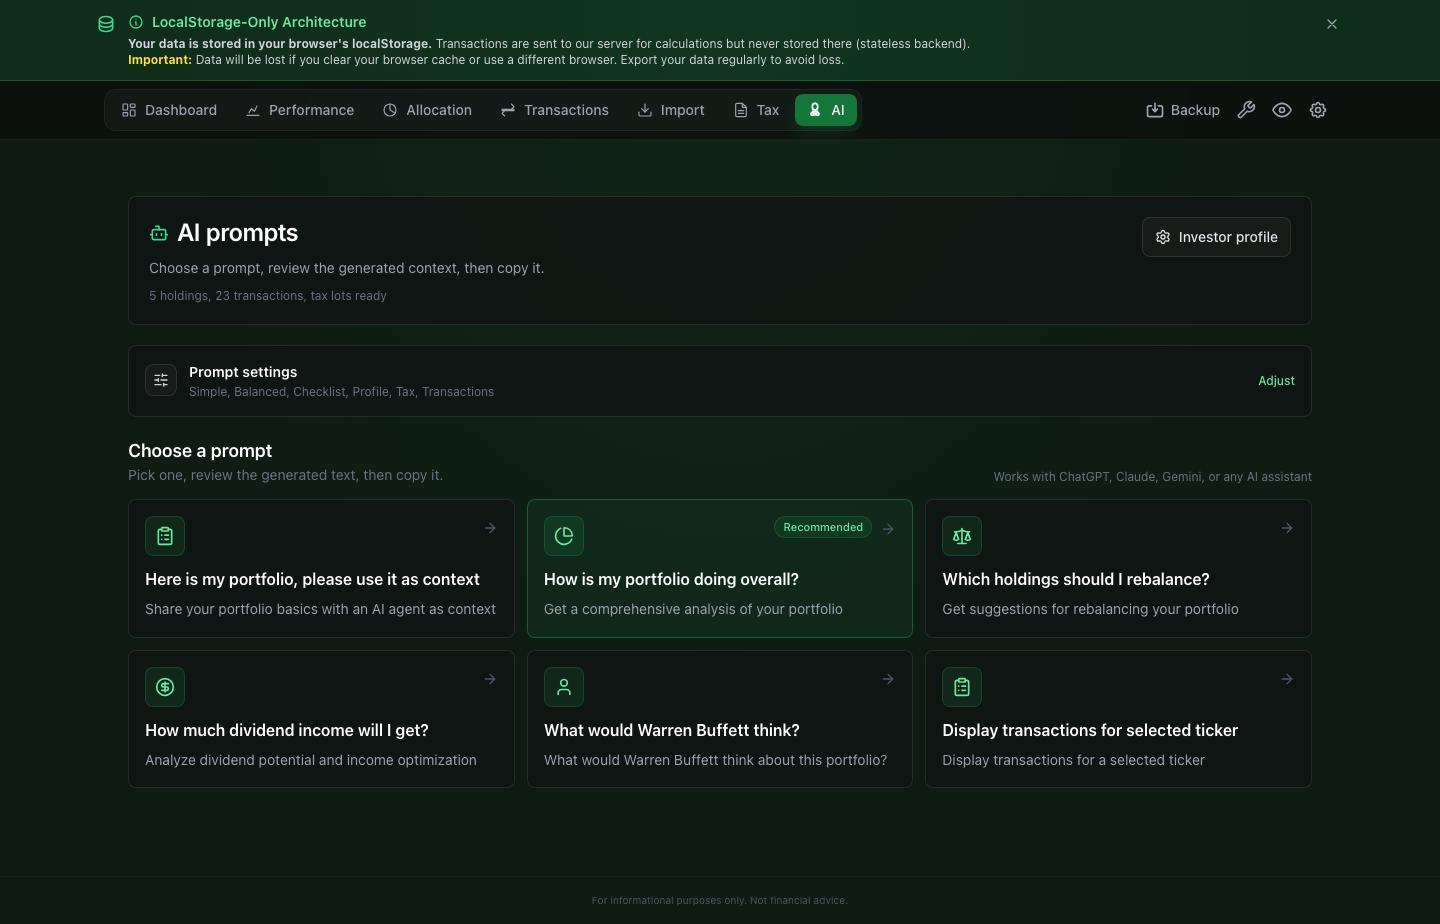 LocalStorage-Only Architecture
Your data is stored in your browser's localStorage. Transactions are sent to our server for calculations but never stored there (stateless backend).
Important: Data will be lost if you clear your browser cache or use a different browser. Export your data regularly to avoid loss.
Dashboard
Performance
Allocation
Transactions
Import
Tax
AI
Backup
AI prompts
Investor profile
Choose a prompt, review the generated context, then copy it.
5 holdings, 23 transactions, tax lots ready
Prompt settings
Simple, Balanced, Checklist, Profile, Tax, Transactions
Adjust
Choose a prompt
Pick one, review the generated text, then copy it.
Works with ChatGPT, Claude, Gemini, or any AI assistant
Here is my portfolio, please use it as context
Share your portfolio basics with an AI agent as context
Recommended
How is my portfolio doing overall?
Get a comprehensive analysis of your portfolio
Which holdings should I rebalance?
Get suggestions for rebalancing your portfolio
How much dividend income will I get?
Analyze dividend potential and income optimization
What would Warren Buffett think?
What would Warren Buffett think about this portfolio?
Display transactions for selected ticker
Display transactions for a selected ticker
For informational purposes only. Not financial advice.